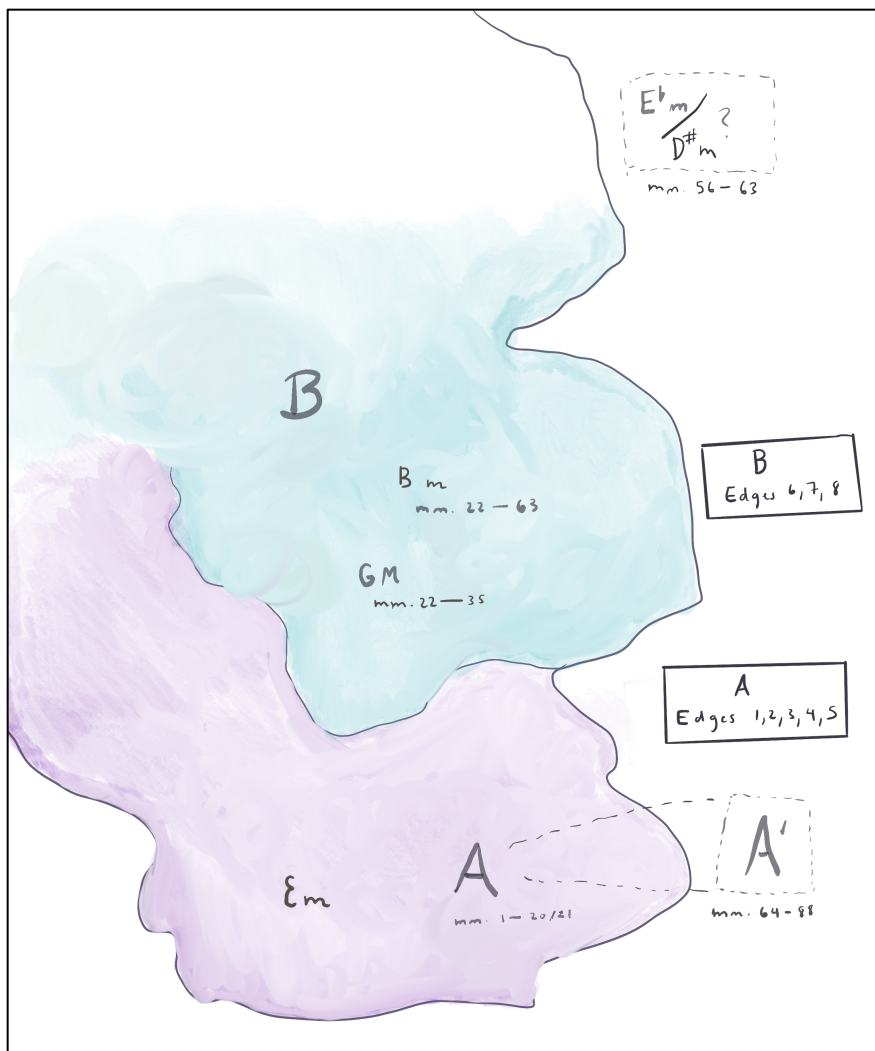 E♭m/D♯m ?
mm. 56-63
B
B m
mm. 22-63
GM
mm. 22-35
B
Edges 6, 7, 8
A
Edges 1,2,3,4,5
A
mm. 1-20/21
Em
A'
mm. 64-88